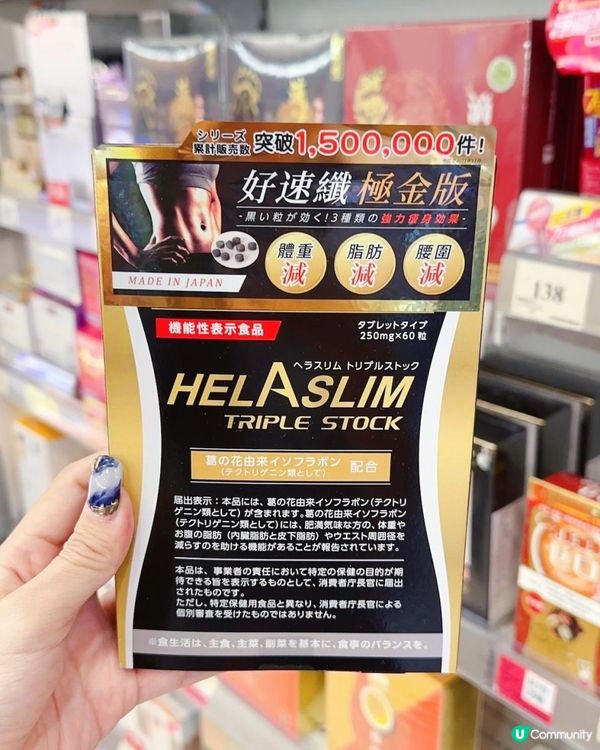 シリーズ
累計販売数 突破1,500,000件!
好速纖 極金版
-黒い粒が効く!3種類の強力瘦身効果-
體重 減
脂肪 減
腰圍 減
MADE IN JAPAN
機能性表示食品
タブレットタイプ
250mg×60粒
ヘラスリム トリプルストック
HELASLIM
TRIPLE STOCK
葛の花由来イソフラボン
(テクトリゲニン類として) 配合
届出表示:本品には、葛の花由来イソフラボン(テクトリ
ゲニン類として)が含まれます。葛の花由来イソフラボン
(テクトリゲニン類として)には、肥満気味な方の、体重や
お腹の脂肪(内臓脂肪と皮下脂肪)やウエスト周囲径を
減らすのを助ける機能があることが報告されています。
本品は、事業者の責任において特定の保健の目的が期
待できる旨を表示するものとして、消費者庁長官に届出
されたものです。
ただし、特定保健用食品と異なり、消費者庁長官による
個別審査を受けたものではありません。
※食生活は、主食、主菜、副菜を基本に、食事のバランスを。
138
U Community